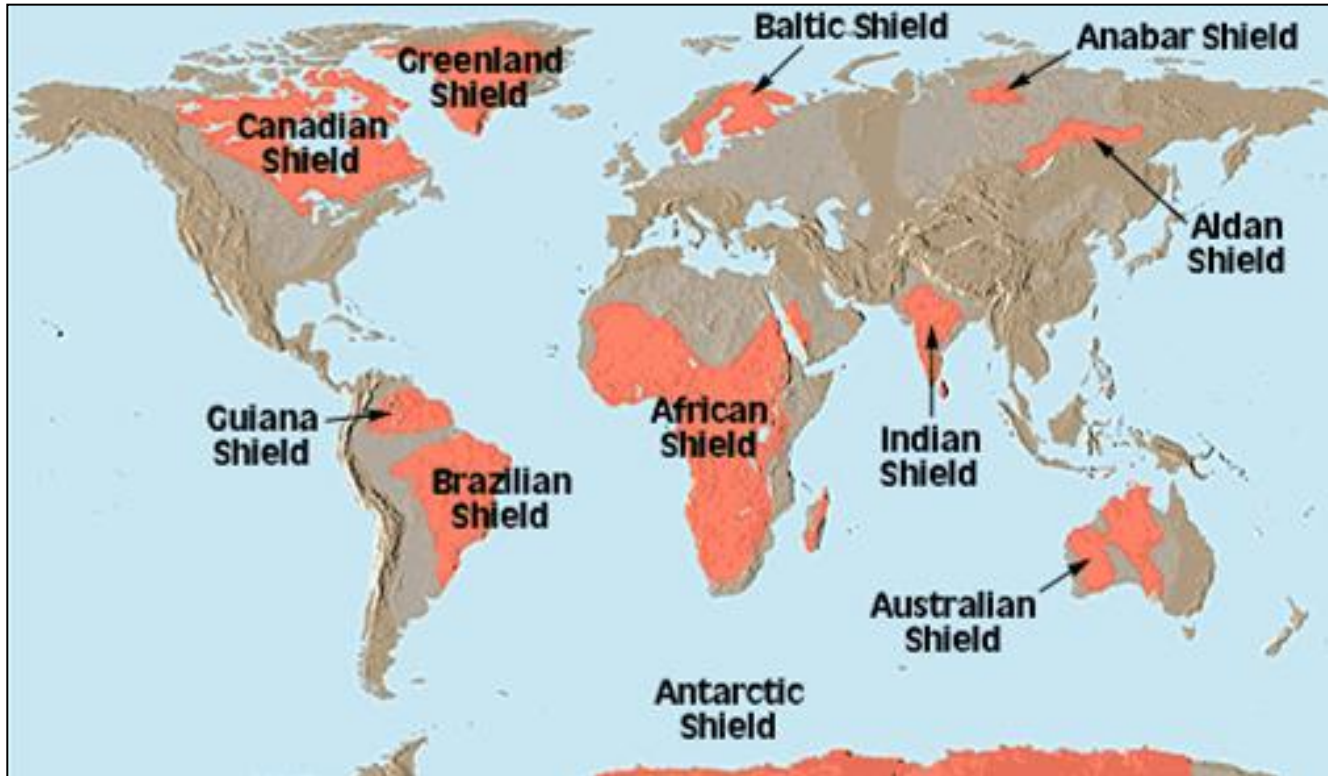 Baltic Shield
Anabar Shield
Greenland
Shield
Canadian
Shield
Aldan
Shield
Guiana
Shield
African
Shield
Indian
Shield
Brazilian
Shield
Australian
Shield
Antarctic
Shield